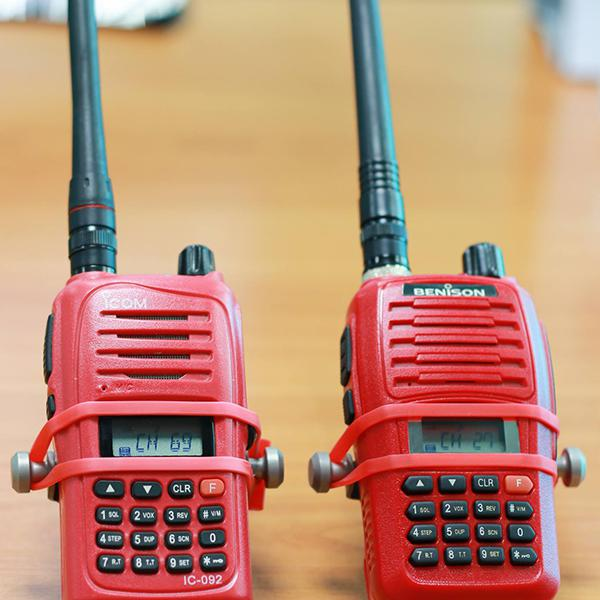 iCOM
MIC
CH 69
▲ ▼ CLR F
1 SQL 2 VOX 3 REV # V/M
4 STEP 5 DUP 6 SCN 0
7 R.T 8 T.T 9 SET *
IC-092
BENISON
CH 27
▲ ▼ CLR F
1 SQL 2 VOX 3 REV # V/M
4 STEP 5 DUP 6 SCN 0
7 R.T 8 T.T 9 SET *